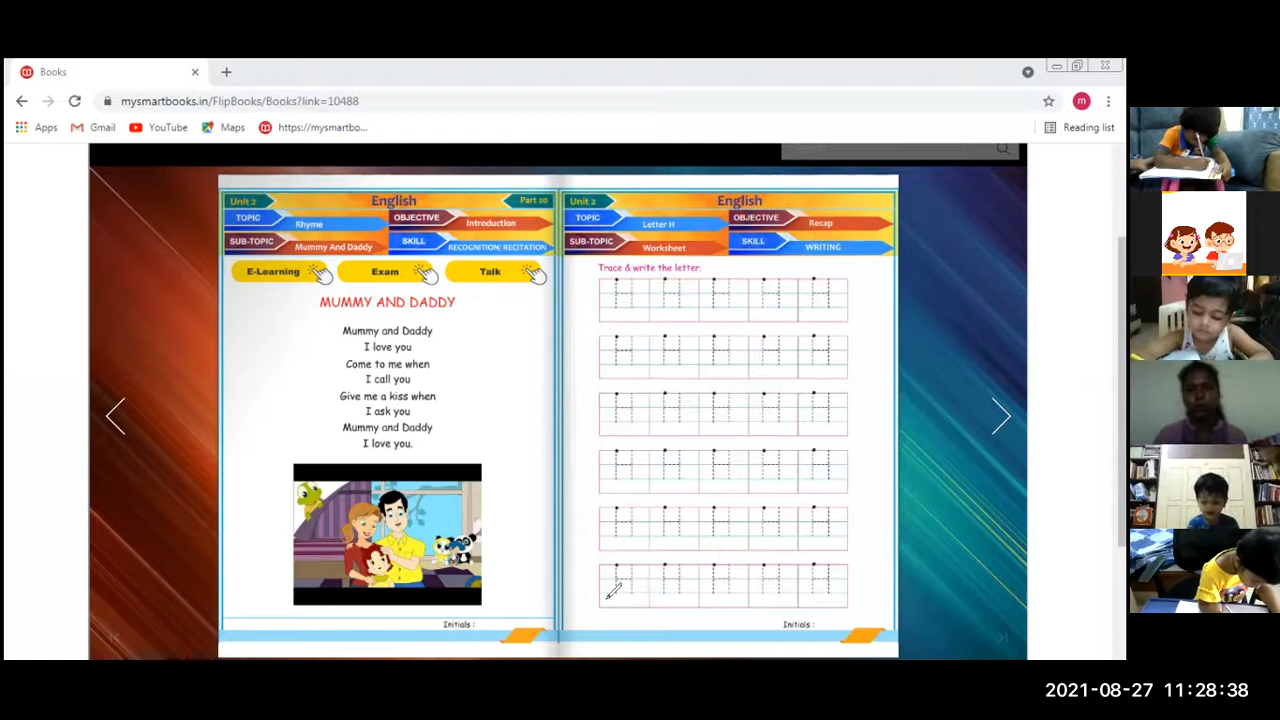 Books
mysmartbooks.in/FlipBooks/Books?link=10488
m
Apps
Gmail
YouTube
Maps
https://mysmartbo...
Reading list
Unit 2
English
Part 20
TOPIC
Rhyme
OBJECTIVE
Introduction
SUB-TOPIC
Mummy And Daddy
SKILL
RECOGNITION/RECITATION
E-Learning
Exam
Talk
MUMMY AND DADDY
Mummy and Daddy
I love you
Come to me when
I call you
Give me a kiss when
I ask you
Mummy and Daddy
I love you.
Initials :
Unit 2
English
TOPIC
Letter H
OBJECTIVE
Recap
SUB-TOPIC
Worksheet
SKILL
WRITING
Trace & write the letter.
H H H H H
H H H H H
H H H H H
H H H H H
H H H H H
H H H H H
Initials :
2021-08-27 11:28:38